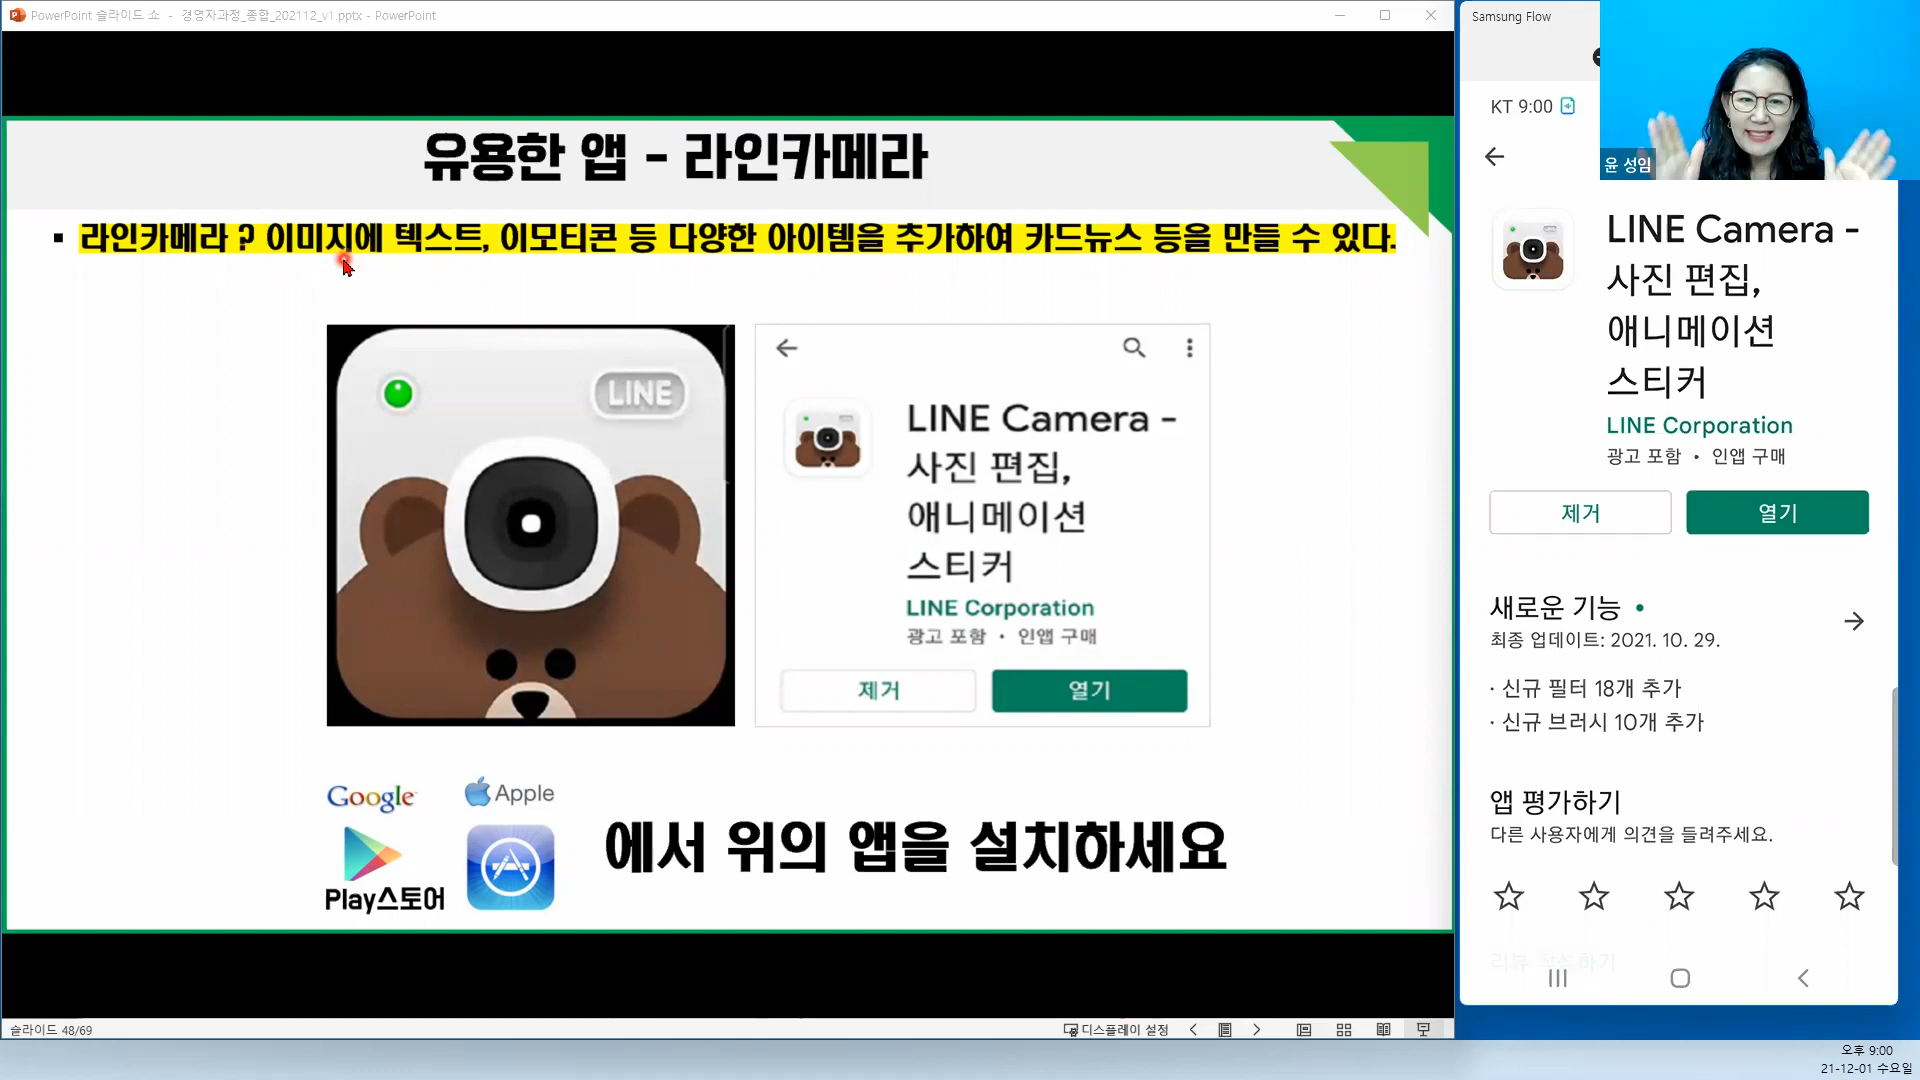 PowerPoint 슬라이드 쇼 - 경영자과정_종합_202112_v1.pptx - PowerPoint
유용한 앱 - 라인카메라
▪ 라인카메라 ? 이미지에 텍스트, 이모티콘 등 다양한 아이템을 추가하여 카드뉴스 등을 만들 수 있다.
LINE
LINE Camera -
사진 편집,
애니메이션
스티커
LINE Corporation
광고 포함 • 인앱 구매
제거
열기
Google
Apple
Play스토어
에서 위의 앱을 설치하세요
슬라이드 48/69
디스플레이 설정
Samsung Flow
KT 9:00
윤 성임
LINE Camera -
사진 편집,
애니메이션
스티커
LINE Corporation
광고 포함 • 인앱 구매
제거
열기
새로운 기능 •
최종 업데이트: 2021. 10. 29.
· 신규 필터 18개 추가
· 신규 브러시 10개 추가
앱 평가하기
다른 사용자에게 의견을 들려주세요.
오후 9:00
21-12-01 수요일